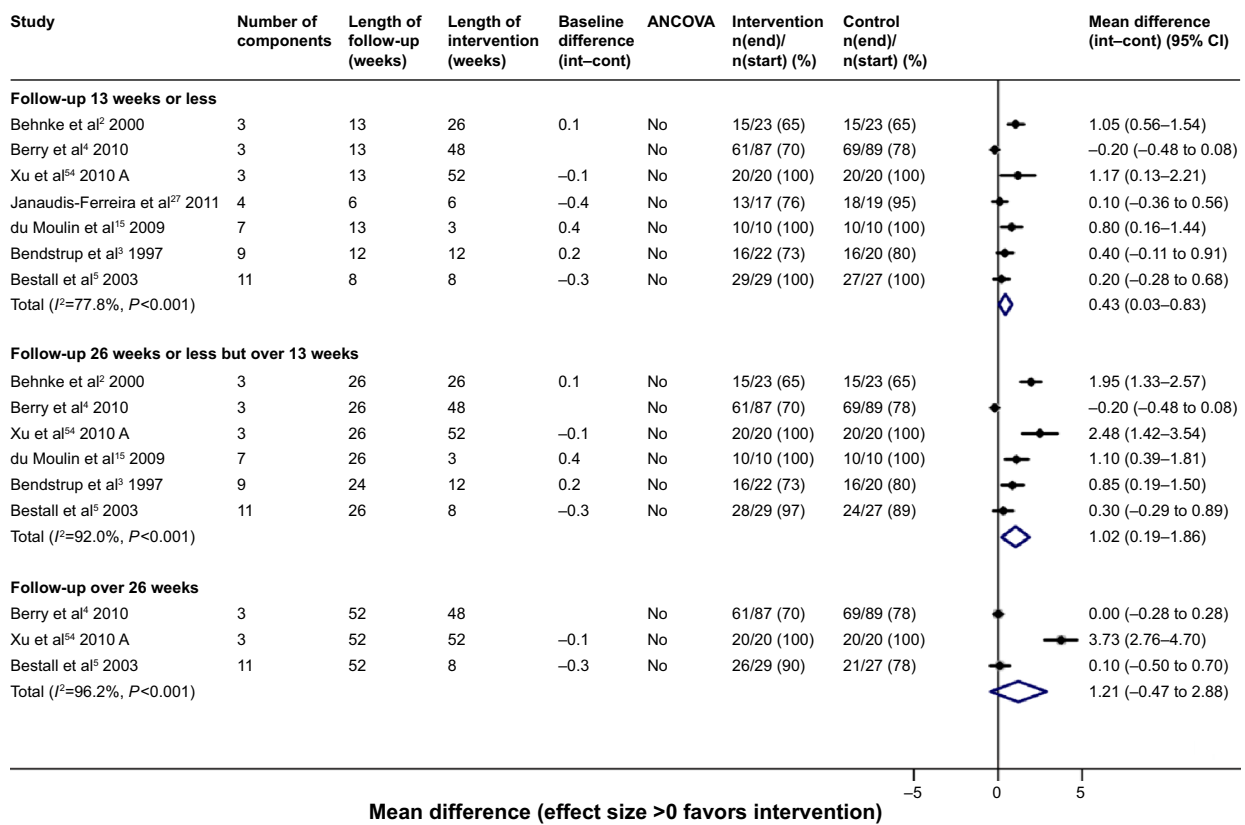 Study Number of components Length of follow-up (weeks) Length of intervention (weeks) Baseline difference (int–cont) ANCOVA Intervention n(end)/ n(start) (%) Control n(end)/ n(start) (%) Mean difference (int–cont) (95% CI)
Follow-up 13 weeks or less
Behnke et al² 2000 3 13 26 0.1 No 15/23 (65) 15/23 (65) 1.05 (0.56–1.54)
Berry et al⁴ 2010 3 13 48 No 61/87 (70) 69/89 (78) –0.20 (–0.48 to 0.08)
Xu et al⁵⁴ 2010 A 3 13 52 –0.1 No 20/20 (100) 20/20 (100) 1.17 (0.13–2.21)
Janaudis-Ferreira et al²⁷ 2011 4 6 6 –0.4 No 13/17 (76) 18/19 (95) 0.10 (–0.36 to 0.56)
du Moulin et al¹⁵ 2009 7 13 3 0.4 No 10/10 (100) 10/10 (100) 0.80 (0.16–1.44)
Bendstrup et al³ 1997 9 12 12 0.2 No 16/22 (73) 16/20 (80) 0.40 (–0.11 to 0.91)
Bestall et al⁵ 2003 11 8 8 –0.3 No 29/29 (100) 27/27 (100) 0.20 (–0.28 to 0.68)
Total (I²=77.8%, P<0.001) 0.43 (0.03–0.83)
Follow-up 26 weeks or less but over 13 weeks
Behnke et al² 2000 3 26 26 0.1 No 15/23 (65) 15/23 (65) 1.95 (1.33–2.57)
Berry et al⁴ 2010 3 26 48 No 61/87 (70) 69/89 (78) –0.20 (–0.48 to 0.08)
Xu et al⁵⁴ 2010 A 3 26 52 –0.1 No 20/20 (100) 20/20 (100) 2.48 (1.42–3.54)
du Moulin et al¹⁵ 2009 7 26 3 0.4 No 10/10 (100) 10/10 (100) 1.10 (0.39–1.81)
Bendstrup et al³ 1997 9 24 12 0.2 No 16/22 (73) 16/20 (80) 0.85 (0.19–1.50)
Bestall et al⁵ 2003 11 26 8 –0.3 No 28/29 (97) 24/27 (89) 0.30 (–0.29 to 0.89)
Total (I²=92.0%, P<0.001) 1.02 (0.19–1.86)
Follow-up over 26 weeks
Berry et al⁴ 2010 3 52 48 No 61/87 (70) 69/89 (78) 0.00 (–0.28 to 0.28)
Xu et al⁵⁴ 2010 A 3 52 52 –0.1 No 20/20 (100) 20/20 (100) 3.73 (2.76–4.70)
Bestall et al⁵ 2003 11 52 8 –0.3 No 26/29 (90) 21/27 (78) 0.10 (–0.50 to 0.70)
Total (I²=96.2%, P<0.001) 1.21 (–0.47 to 2.88)
–5 0 5
Mean difference (effect size >0 favors intervention)